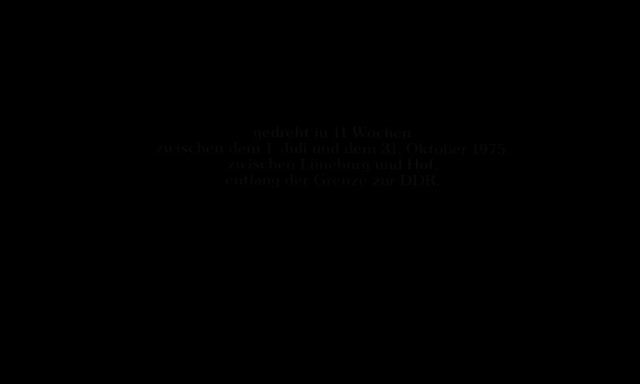 gedreht in 11 Wochen
zwischen dem 1. Juli und dem 31. Oktober 1975
zwischen Lüneburg und Hof,
entlang der Grenze zur DDR.